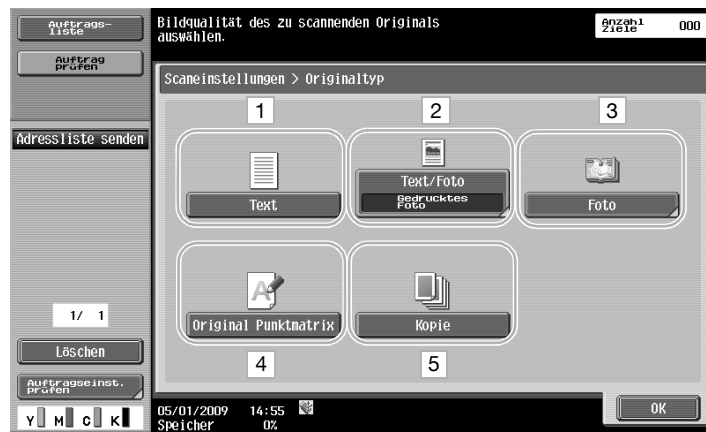 Auftrags-
liste
Auftrag
prüfen
Adressliste senden
1/ 1
Löschen
Auftragseinst.
prüfen
Y M C K
Bildqualität des zu scannenden Originals
auswählen.
Anzahl
Ziele 000
Scaneinstellungen > Originaltyp
1
2
3
Text
Text/Foto
Gedrucktes
Foto
Foto
Original Punktmatrix
Kopie
4
5
05/01/2009 14:55
Speicher 0%
OK